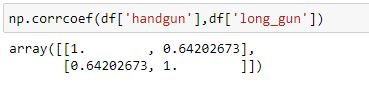 np.corrcoef(df['handgun'],df['long_gun'])
array([[1.        , 0.64202673],
       [0.64202673, 1.        ]])